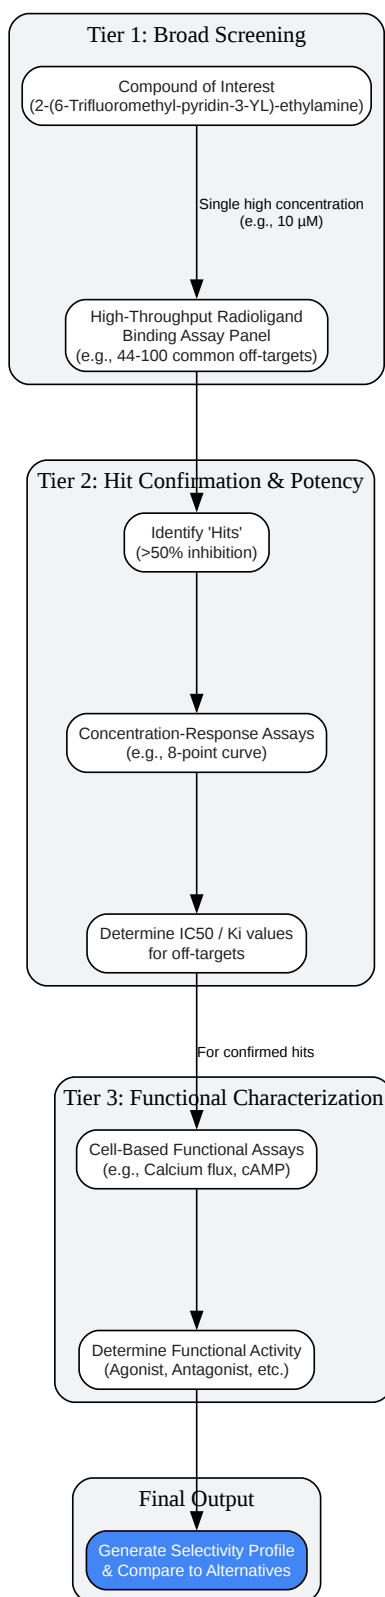 Tier 1: Broad Screening
Compound of Interest
(2-(6-Trifluoromethyl-pyridin-3-YL)-ethylamine)
Single high concentration
(e.g., 10 µM)
High-Throughput Radioligand
Binding Assay Panel
(e.g., 44-100 common off-targets)
Tier 2: Hit Confirmation & Potency
Identify 'Hits'
(>50% inhibition)
Concentration-Response Assays
(e.g., 8-point curve)
Determine IC50 / Ki values
for off-targets
For confirmed hits
Tier 3: Functional Characterization
Cell-Based Functional Assays
(e.g., Calcium flux, cAMP)
Determine Functional Activity
(Agonist, Antagonist, etc.)
Final Output
Generate Selectivity Profile
& Compare to Alternatives